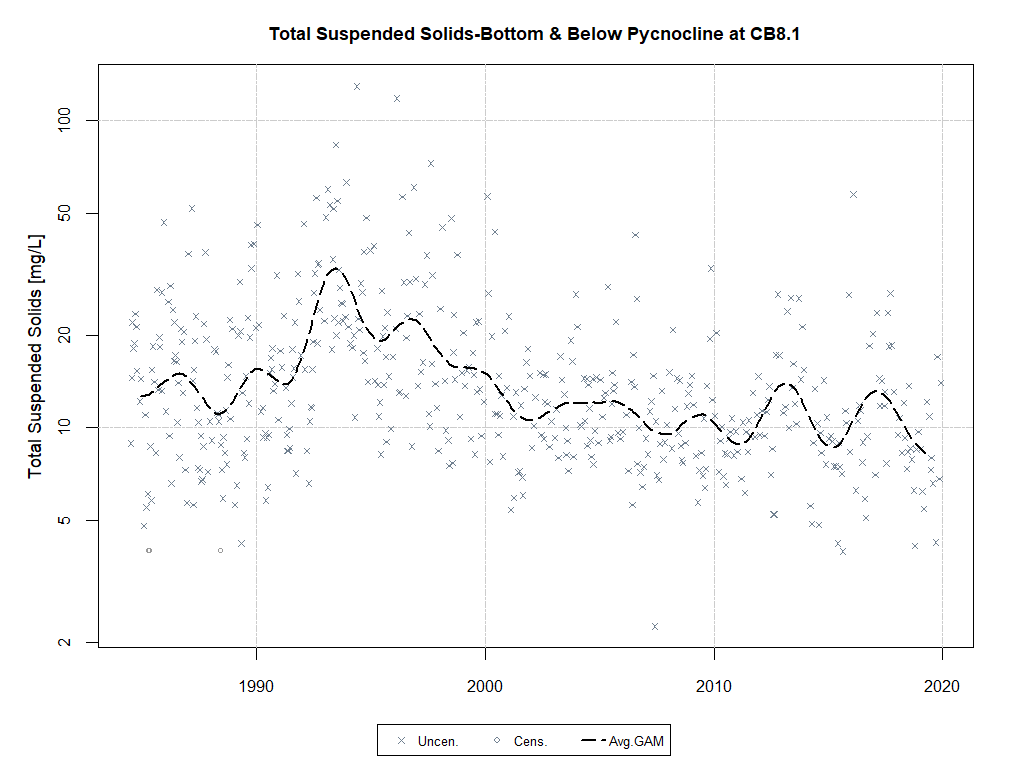 Total Suspended Solids-Bottom & Below Pycnocline at CB8.1
Total Suspended Solids [mg/L]
100
50
20
10
5
2
1990 2000 2010 2020
Uncen. Cens. Avg.GAM